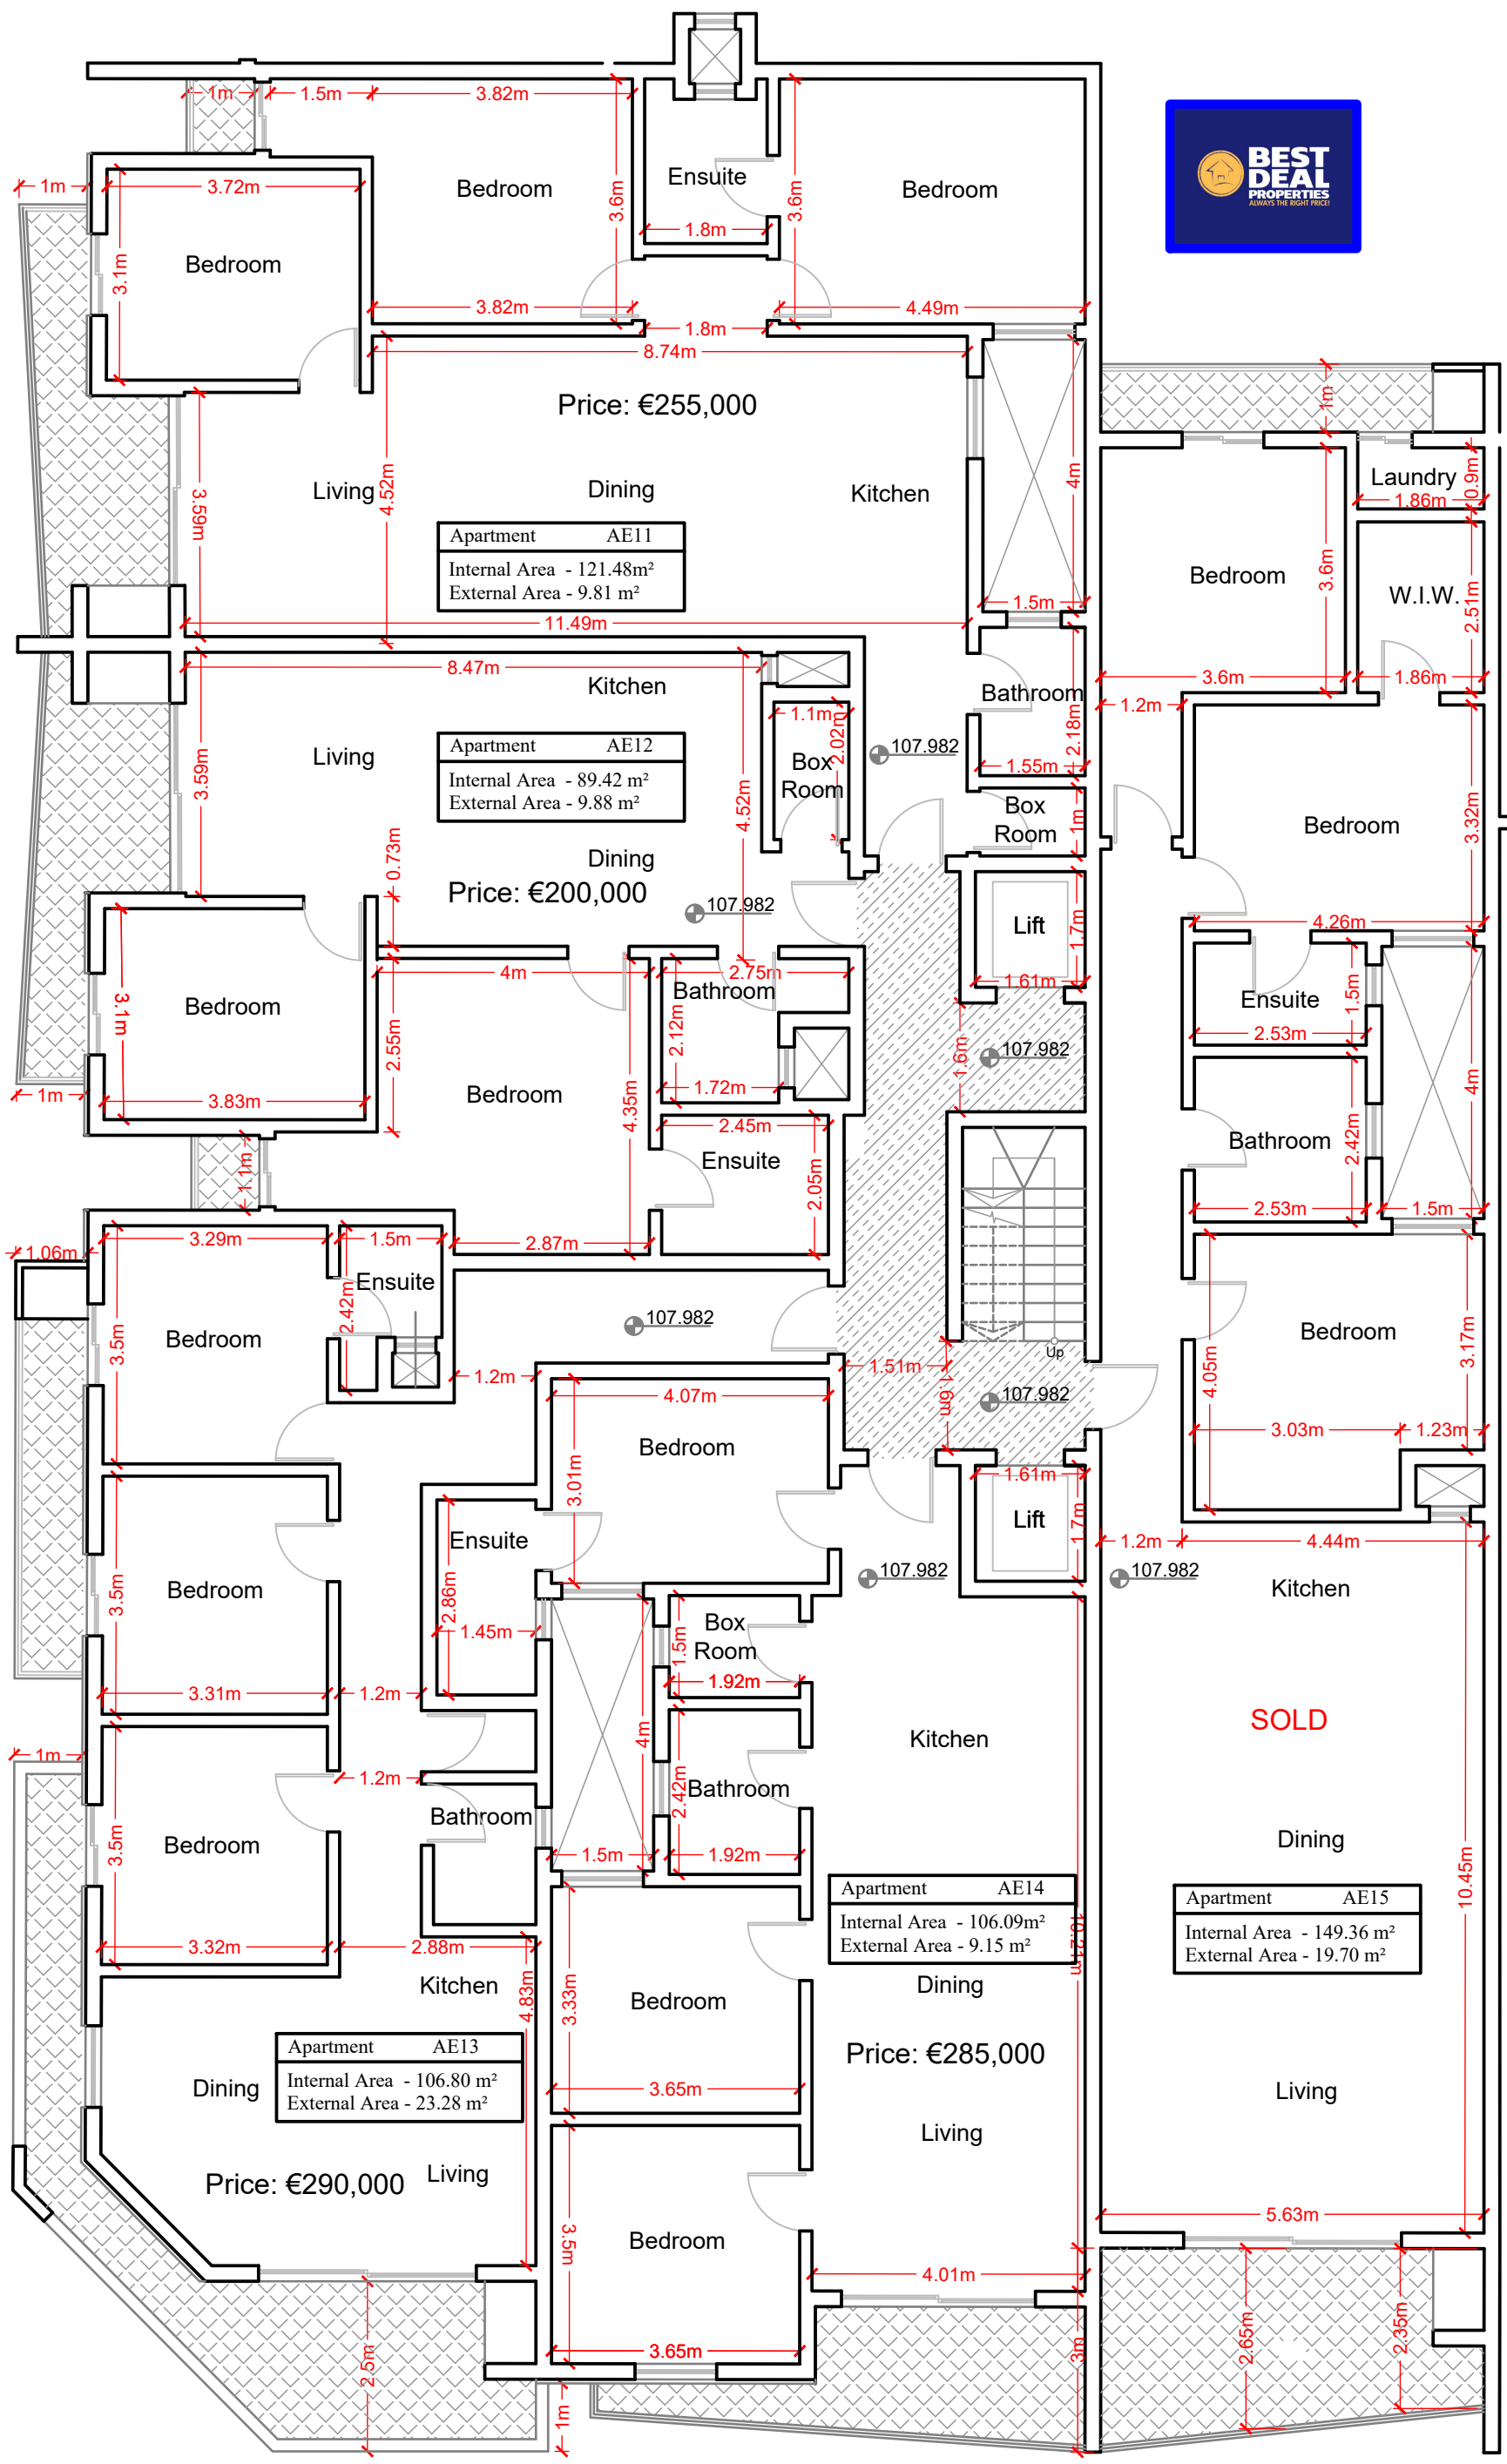 1m
1.5m
3.82m
BEST
DEAL
PROPERTIES
ALWAYS THE RIGHT PRICE!
1m
3.72m
Bedroom
3.6m
Ensuite
3.6m
Bedroom
1.8m
3.1m
Bedroom
3.82m
1.8m
4.49m
8.74m
Price: €255,000
1m
Living
3.59m
4.52m
Dining
Kitchen
4m
Laundry
0.9m
1.86m
Apartment AE11
Internal Area - 121.48m²
External Area - 9.81 m²
Bedroom
3.6m
W.I.W.
2.51m
1.5m
11.49m
8.47m
Kitchen
Bathroom
3.6m
1.86m
1.2m
1.1m
2.02m
2.18m
Apartment AE12
Internal Area - 89.42 m²
External Area - 9.88 m²
Living
3.59m
Box
Room
107.982
1.55m
4.52m
Box
Room
1m
Bedroom
3.32m
0.73m
Dining
Price: €200,000
107.982
Lift
1.7m
4.26m
4m
2.75m
1.61m
Bathroom
Bedroom
3.1m
2.55m
2.12m
Ensuite
1.5m
2.53m
1.6m
107.982
1m
3.83m
Bedroom
1.72m
4m
4.35m
2.45m
Ensuite
2.05m
Bathroom
2.42m
1.1m
2.53m
1.5m
1.06m
3.29m
1.5m
2.87m
Ensuite
2.42m
3.5m
Bedroom
107.982
Up
Bedroom
4.05m
3.17m
1.2m
1.51m
1.6m
107.982
4.07m
Bedroom
3.03m
1.23m
3.01m
1.61m
Ensuite
Lift
1.7m
1.2m
4.44m
3.5m
Bedroom
2.86m
107.982
107.982
Kitchen
1.45m
Box
Room
1.5m
1.92m
3.31m
1.2m
SOLD
1m
4m
Kitchen
1.2m
Bathroom
2.42m
Bathroom
3.5m
Bedroom
Dining
1.5m
1.92m
10.45m
Apartment AE14
Internal Area - 106.09m²
External Area - 9.15 m²
10.21m
Apartment AE15
Internal Area - 149.36 m²
External Area - 19.70 m²
3.32m
2.88m
Kitchen
4.83m
3.33m
Bedroom
Dining
Apartment AE13
Internal Area - 106.80 m²
External Area - 23.28 m²
Price: €285,000
Dining
3.65m
Living
Living
Living
Price: €290,000
5.63m
3.5m
Bedroom
4.01m
2.5m
3.65m
3m
2.65m
2.35m
1m